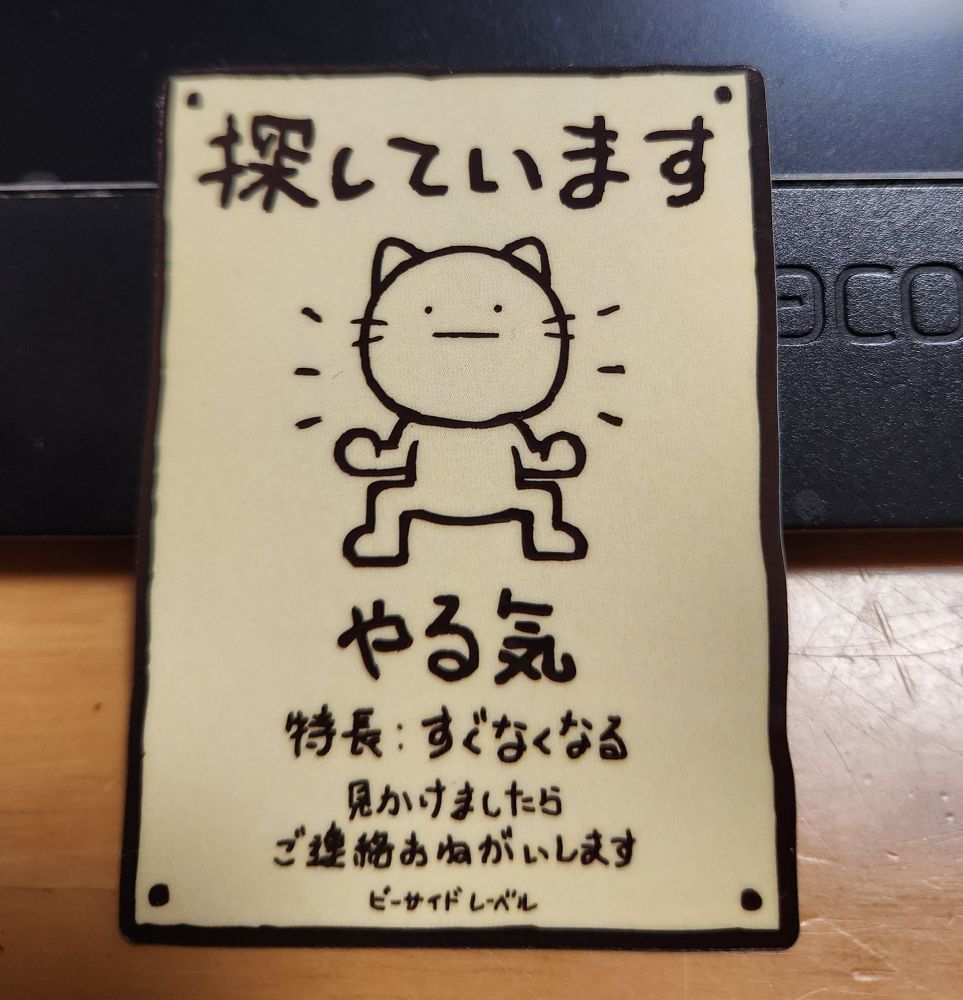 探しています
やる気
特長：すぐなくなる
見かけましたら
ご連絡おねがいします
ビーサイドレーベル